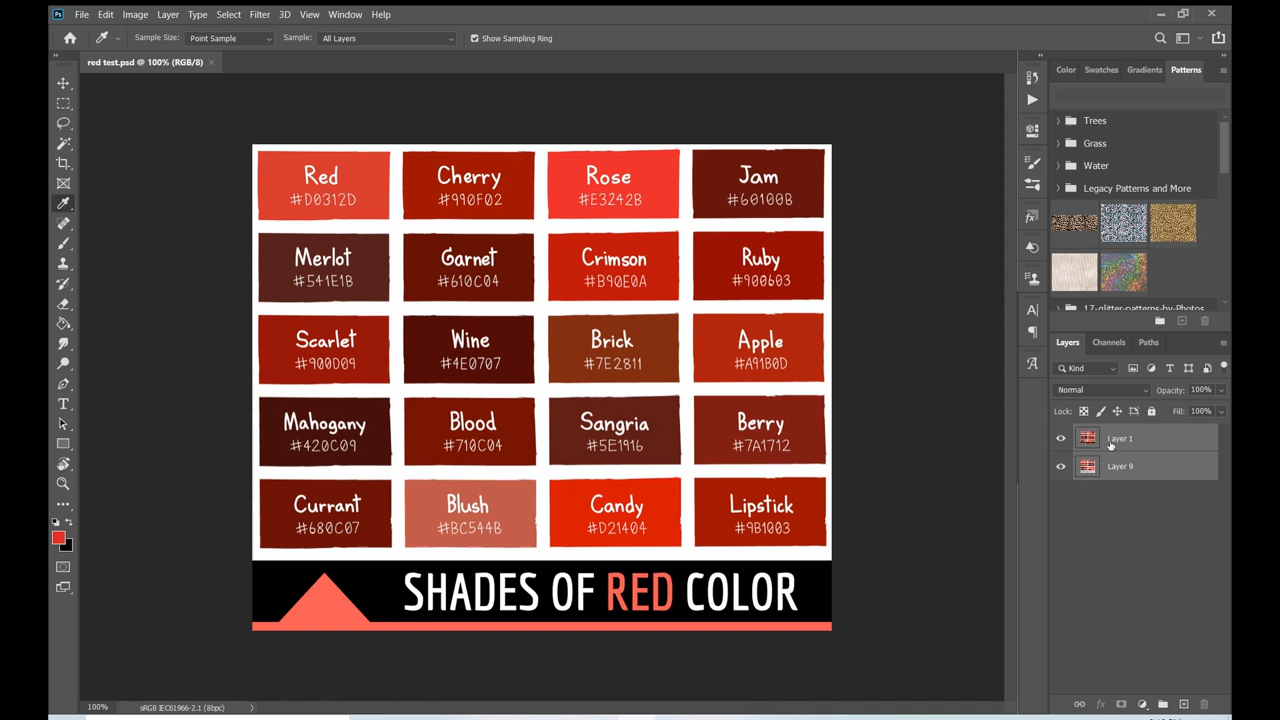 File Edit Image Layer Type Select Filter 3D View Window Help
Sample Size: Point Sample Sample: All Layers Show Sampling Ring
red test.psd @ 100% (RGB/8)
Color Swatches Gradients Patterns
Trees
Grass
Water
Legacy Patterns and More
17-glitter-patterns-by-Photos
Layers Channels Paths
Kind
Normal Opacity: 100%
Lock: Fill: 100%
Layer 1
Layer 9
Red
#D0312D
Cherry
#990F02
Rose
#E3242B
Jam
#60100B
Merlot
#541E1B
Garnet
#610C04
Crimson
#B90E0A
Ruby
#900603
Scarlet
#900D09
Wine
#4E0707
Brick
#7E2811
Apple
#A91B0D
Mahogany
#420C09
Blood
#710C04
Sangria
#5E1916
Berry
#7A1712
Currant
#680C07
Blush
#BC544B
Candy
#D21404
Lipstick
#9B1003
SHADES OF RED COLOR
100% sRGB IEC61966-2.1 (8bpc)